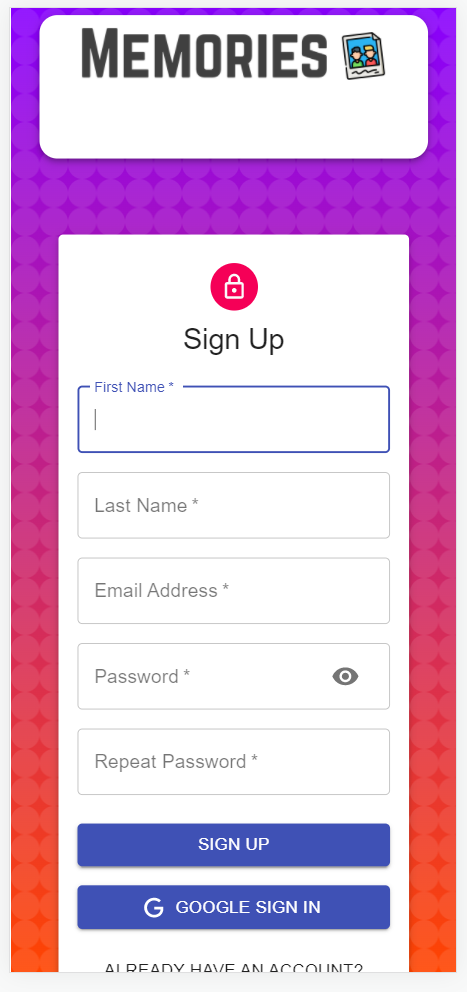 MEMORIES
Sign Up
First Name *
Last Name *
Email Address *
Password *
Repeat Password *
SIGN UP
G GOOGLE SIGN IN
ALREADY HAVE AN ACCOUNT?